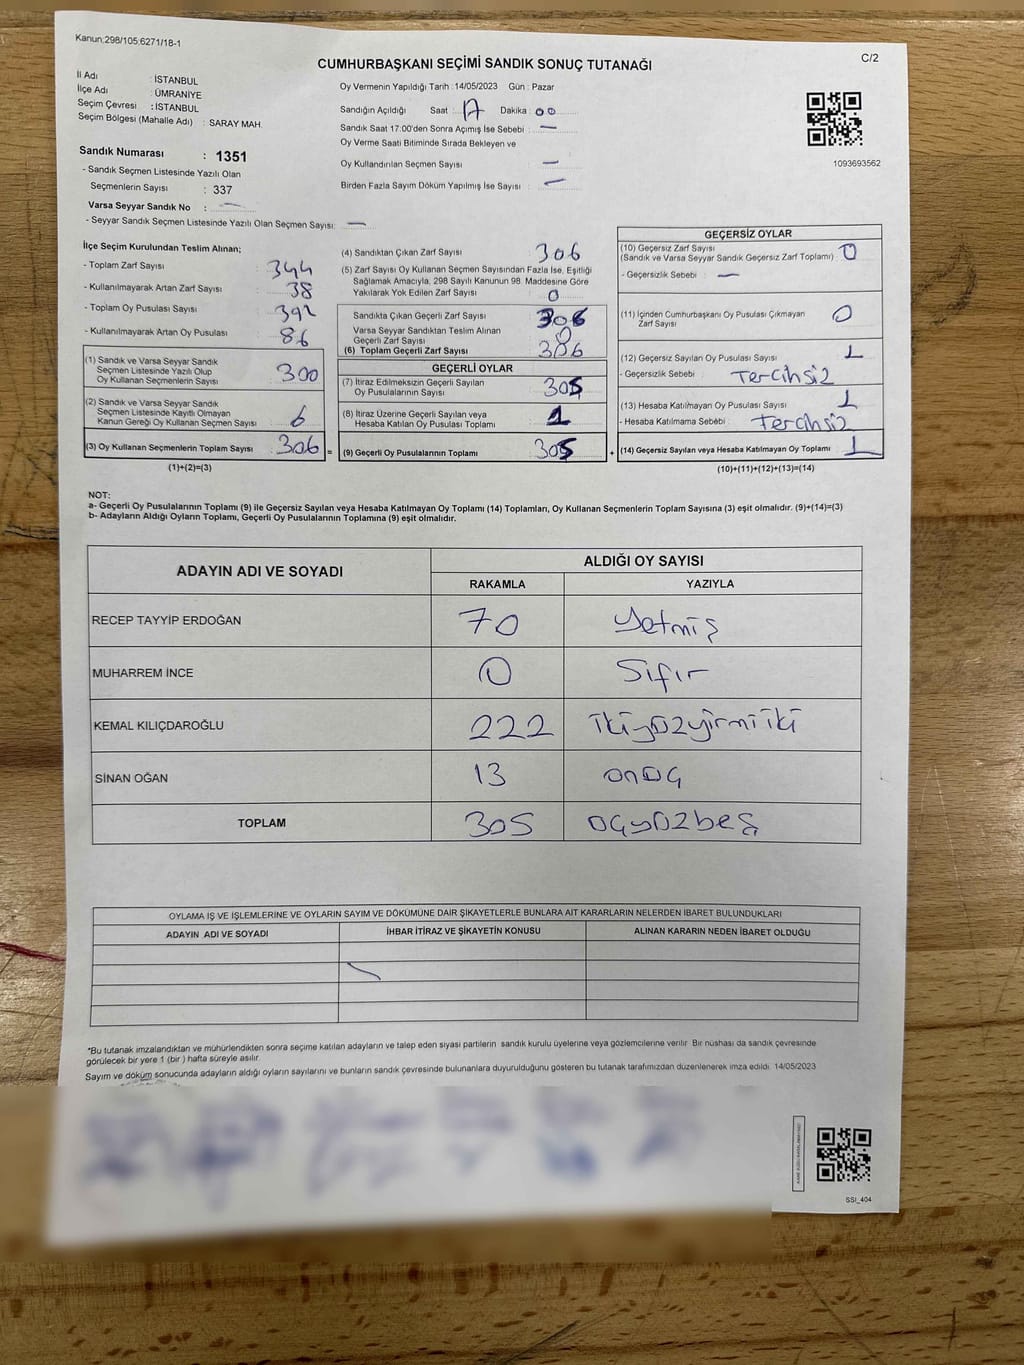 Kanun;298/105;6271/18-1
C/2
CUMHURBAŞKANI SEÇİMİ SANDIK SONUÇ TUTANAĞI
İl Adı : İSTANBUL
İlçe Adı : ÜMRANİYE
Seçim Çevresi : İSTANBUL
Seçim Bölgesi (Mahalle Adı) : SARAY MAH.
Sandık Numarası : 1351
- Sandık Seçmen Listesinde Yazılı Olan
Seçmenlerin Sayısı : 337
Varsa Seyyar Sandık No : —
- Seyyar Sandık Seçmen Listesinde Yazılı Olan Seçmen Sayısı: —
Oy Vermenin Yapıldığı Tarih : 14/05/2023 Gün : Pazar
Sandığın Açıldığı Saat : 17 Dakika : 00
Sandık Saat 17:00'den Sonra Açımış İse Sebebi : —
Oy Verme Saati Bitiminde Sırada Bekleyen ve
Oy Kullandırılan Seçmen Sayısı : —
Birden Fazla Sayım Döküm Yapılmış İse Sayısı : —
1093693562
İlçe Seçim Kurulundan Teslim Alınan;
- Toplam Zarf Sayısı : 344
- Kullanılmayarak Artan Zarf Sayısı : 38
- Toplam Oy Pusulası Sayısı : 392
- Kullanılmayarak Artan Oy Pusulası : 86
(1) Sandık ve Varsa Seyyar Sandık
Seçmen Listesinde Yazılı Olup
Oy Kullanan Seçmenlerin Sayısı : 300
(2) Sandık ve Varsa Seyyar Sandık
Seçmen Listesinde Kayıtlı Olmayan
Kanun Gereği Oy Kullanan Seçmen Sayısı : 6
(3) Oy Kullanan Seçmenlerin Toplam Sayısı : 306 =
(1)+(2)=(3)
(4) Sandıktan Çıkan Zarf Sayısı : 306
(5) Zarf Sayısı Oy Kullanan Seçmen Sayısından Fazla İse, Eşitliği
Sağlamak Amacıyla, 298 Sayılı Kanunun 98. Maddesine Göre
Yakılarak Yok Edilen Zarf Sayısı : 0
Sandıkta Çıkan Geçerli Zarf Sayısı : 306
Varsa Seyyar Sandıktan Teslim Alınan
Geçerli Zarf Sayısı : 0
(6) Toplam Geçerli Zarf Sayısı : 306
GEÇERLİ OYLAR
(7) İtiraz Edilmeksizin Geçerli Sayılan
Oy Pusulalarının Sayısı : 305
(8) İtiraz Üzerine Geçerli Sayılan veya
Hesaba Katılan Oy Pusulası Toplamı : 1
(9) Geçerli Oy Pusulalarının Toplamı : 305 +
GEÇERSİZ OYLAR
(10) Geçersiz Zarf Sayısı
(Sandık ve Varsa Seyyar Sandık Geçersiz Zarf Toplamı) : 0
- Geçersizlik Sebebi : —
(11) İçinden Cumhurbaşkanı Oy Pusulası Çıkmayan
Zarf Sayısı : 0
(12) Geçersiz Sayılan Oy Pusulası Sayısı : 1
- Geçersizlik Sebebi : Tercihsiz
(13) Hesaba Katılmayan Oy Pusulası Sayısı : 1
- Hesaba Katılmama Sebebi : Tercihsiz
(14) Geçersiz Sayılan veya Hesaba Katılmayan Oy Toplamı : 1
(10)+(11)+(12)+(13)=(14)
NOT:
a- Geçerli Oy Pusulalarının Toplamı (9) ile Geçersiz Sayılan veya Hesaba Katılmayan Oy Toplamı (14) Toplamları, Oy Kullanan Seçmenlerin Toplam Sayısına (3) eşit olmalıdır. (9)+(14)=(3)
b- Adayların Aldığı Oyların Toplamı, Geçerli Oy Pusulalarının Toplamına (9) eşit olmalıdır.
ADAYIN ADI VE SOYADI ALDIĞI OY SAYISI
RAKAMLA YAZIYLA
RECEP TAYYİP ERDOĞAN 70 Yetmiş
MUHARREM İNCE 0 Sıfır
KEMAL KILIÇDAROĞLU 222 ikiyüzyirmiiki
SİNAN OĞAN 13 onüç
TOPLAM 305 üçyüzbeş
OYLAMA İŞ VE İŞLEMLERİNE VE OYLARIN SAYIM VE DÖKÜMÜNE DAİR ŞİKAYETLERLE BUNLARA AİT KARARLARIN NELERDEN İBARET BULUNDUKLARI
ADAYIN ADI VE SOYADI İHBAR İTİRAZ VE ŞİKAYETİN KONUSU ALINAN KARARIN NEDEN İBARET OLDUĞU
*Bu tutanak imzalandıktan ve mühürlendikten sonra seçime katılan adayların ve talep eden siyasi partilerin sandık kurulu üyelerine veya gözlemcilerine verilir. Bir nüshası da sandık çevresinde
görülecek bir yere 1 (bir) hafta süreyle asılır.
Sayım ve döküm sonucunda adayların aldığı oyların sayılarını ve bunların sandık çevresinde bulunanlara duyurulduğunu gösteren bu tutanak tarafımızdan düzenlenerek imza edildi. 14/05/2023
SSI_404